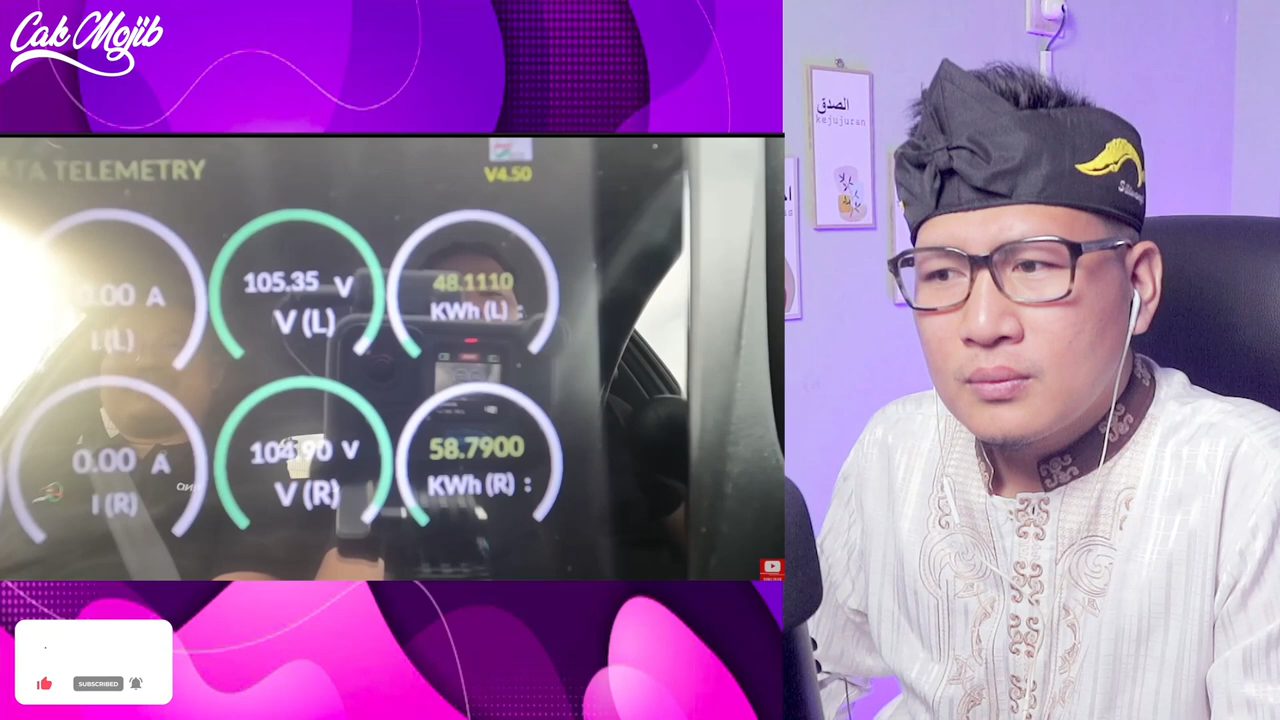 Cak Mojib
TA TELEMETRY
V4.50
0.00 A
I (L)
105.35 V
V (L)
48.1110
KWh (L) :
0.00 A
I (R)
104.90 V
V (R)
58.7900
KWh (R) :
SUBSCRIBED
الصدق
kejujuran